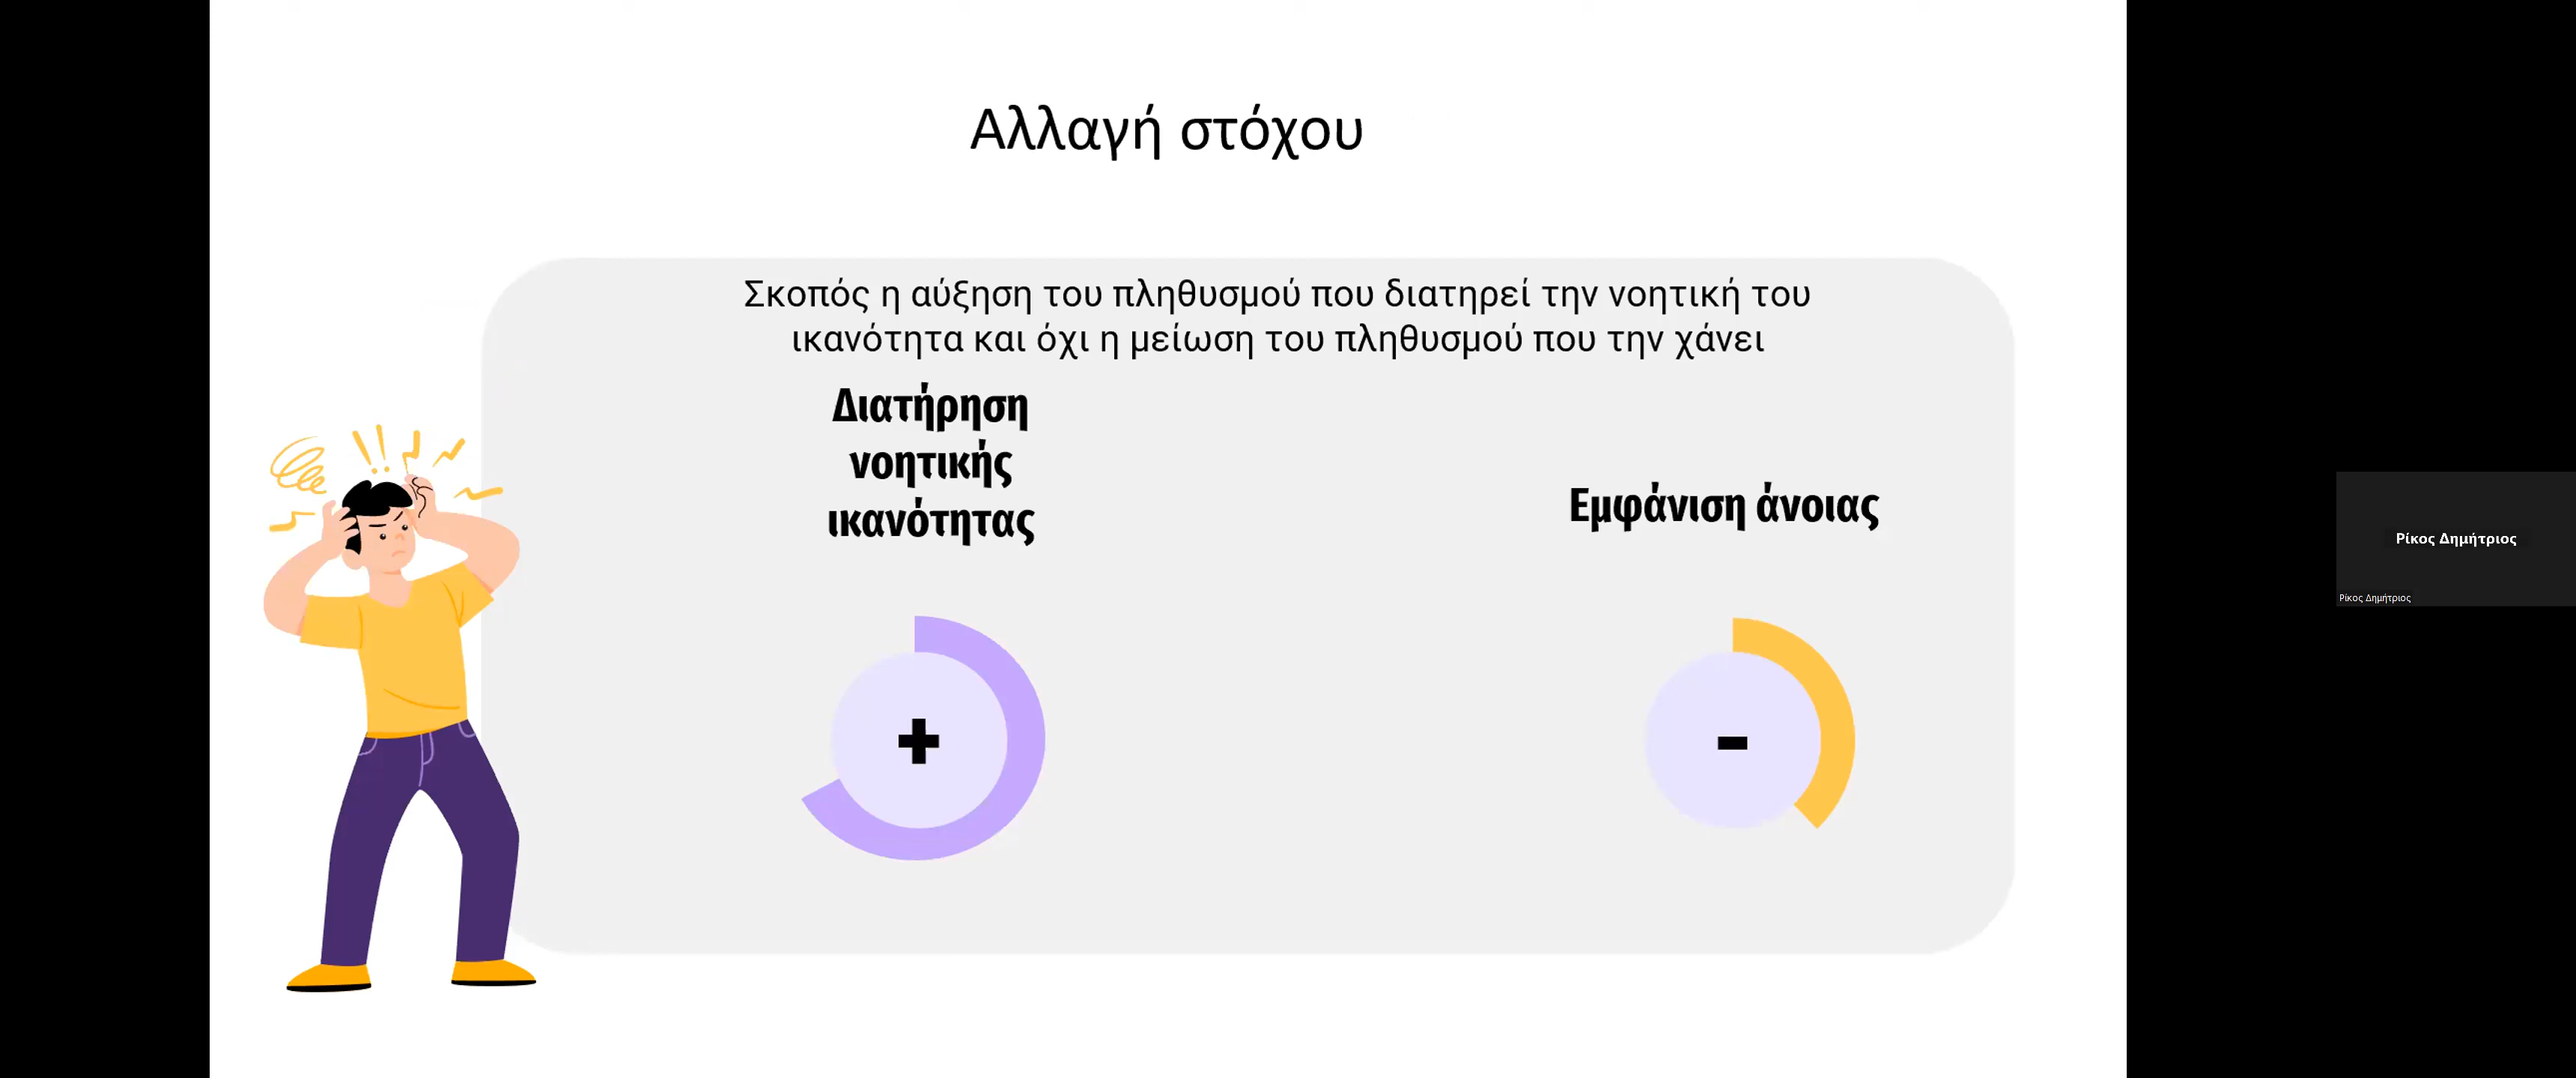 Αλλαγή στόχου
Σκοπός η αύξηση του πληθυσμού που διατηρεί την νοητική του
ικανότητα και όχι η μείωση του πληθυσμού που την χάνει
Διατήρηση
νοητικής
ικανότητας
Εμφάνιση άνοιας
+
-
Ρίκος Δημήτριος
Ρίκος Δημήτριος